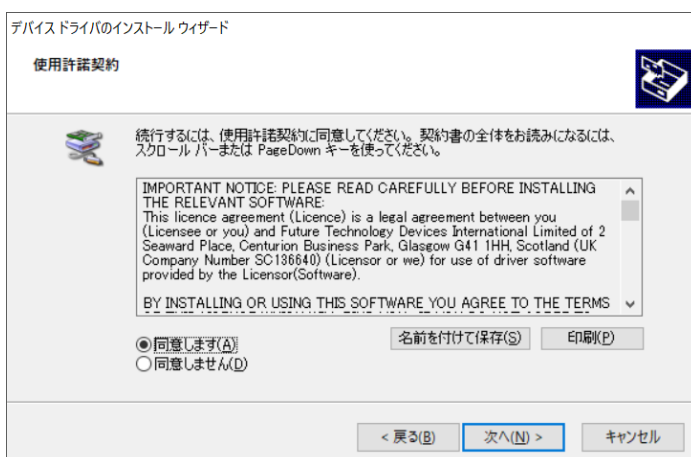 デバイス ドライバのインストール ウィザード
使用許諾契約
続行するには、使用許諾契約に同意してください。契約書の全体をお読みになるには、
スクロール バーまたは PageDown キーを使ってください。
IMPORTANT NOTICE: PLEASE READ CAREFULLY BEFORE INSTALLING
THE RELEVANT SOFTWARE:
This licence agreement (Licence) is a legal agreement between you
(Licensee or you) and Future Technology Devices International Limited of 2
Seaward Place, Centurion Business Park, Glasgow G41 1HH, Scotland (UK
Company Number SC136640) (Licensor or we) for use of driver software
provided by the Licensor(Software).
BY INSTALLING OR USING THIS SOFTWARE YOU AGREE TO THE TERMS
名前を付けて保存(S) 印刷(P)
同意します(A)
同意しません(D)
< 戻る(B) 次へ(N) > キャンセル